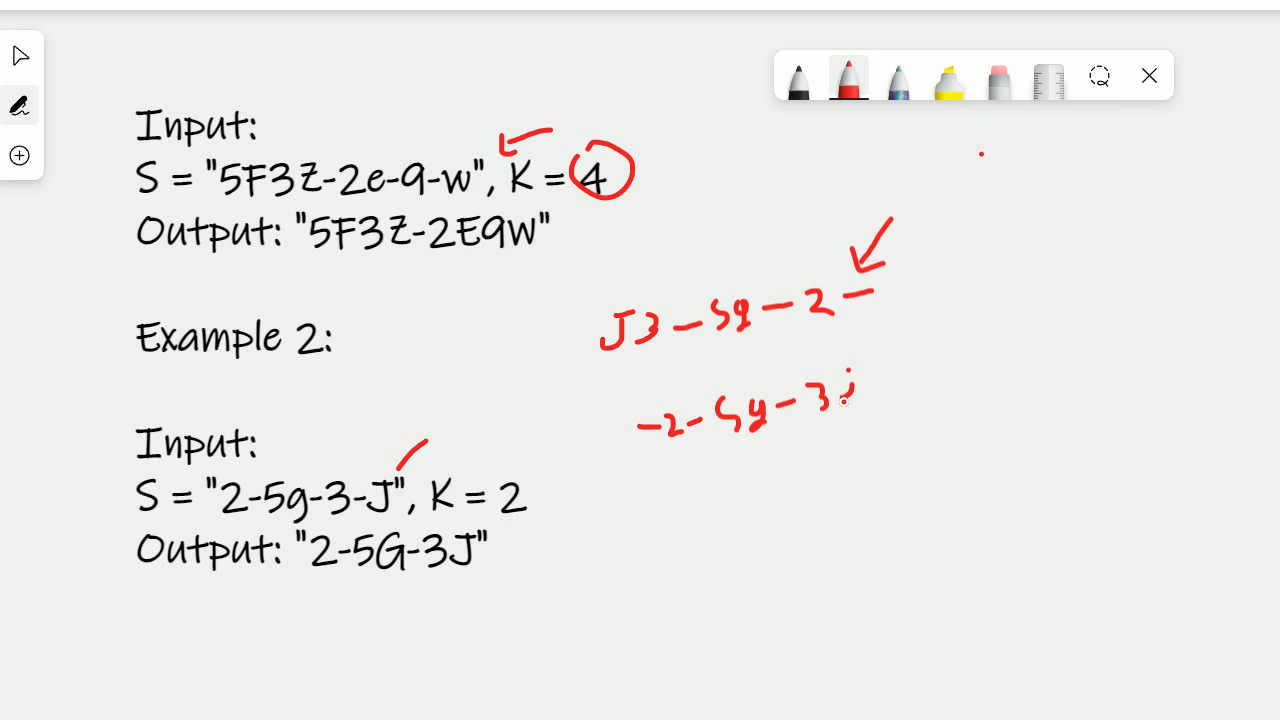 Input:
S = "5F3Z-2e-9-w", K = 4
Output: "5F3Z-2E9W"
J3-5g-2-
Example 2:
-2-5g-3j
Input:
S = "2-5g-3-J", K = 2
Output: "2-5G-3J"